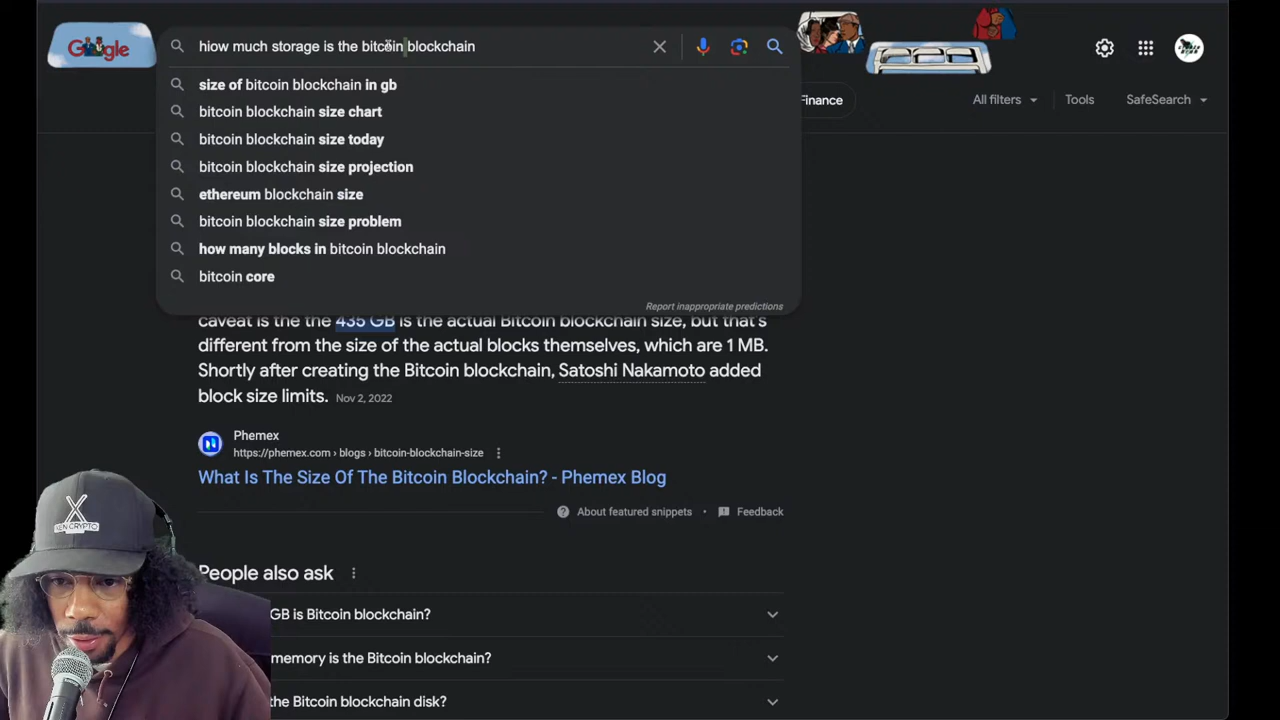 Google
hiow much storage is the bitcoin blockchain
size of bitcoin blockchain in gb
bitcoin blockchain size chart
bitcoin blockchain size today
bitcoin blockchain size projection
ethereum blockchain size
bitcoin blockchain size problem
how many blocks in bitcoin blockchain
bitcoin core
Report inappropriate predictions
Finance
All filters
Tools
SafeSearch
caveat is the the 435 GB is the actual Bitcoin blockchain size, but that's
different from the size of the actual blocks themselves, which are 1 MB.
Shortly after creating the Bitcoin blockchain, Satoshi Nakamoto added
block size limits. Nov 2, 2022
Phemex
https://phemex.com › blogs › bitcoin-blockchain-size
What Is The Size Of The Bitcoin Blockchain? - Phemex Blog
About featured snippets • Feedback
People also ask
GB is Bitcoin blockchain?
memory is the Bitcoin blockchain?
the Bitcoin blockchain disk?
X
KEN CRYPTO